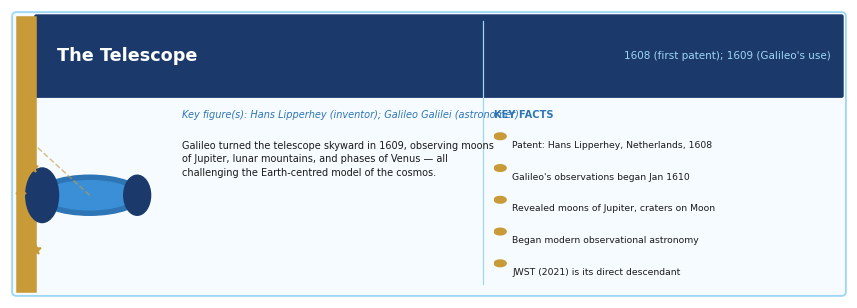 The Telescope
1608 (first patent); 1609 (Galileo's use)
Key figure(s): Hans Lipperhey (inventor); Galileo Galilei (astronomer)
Galileo turned the telescope skyward in 1609, observing moons
of Jupiter, lunar mountains, and phases of Venus — all
challenging the Earth-centred model of the cosmos.
KEY FACTS
Patent: Hans Lipperhey, Netherlands, 1608
Galileo's observations began Jan 1610
Revealed moons of Jupiter, craters on Moon
Began modern observational astronomy
JWST (2021) is its direct descendant